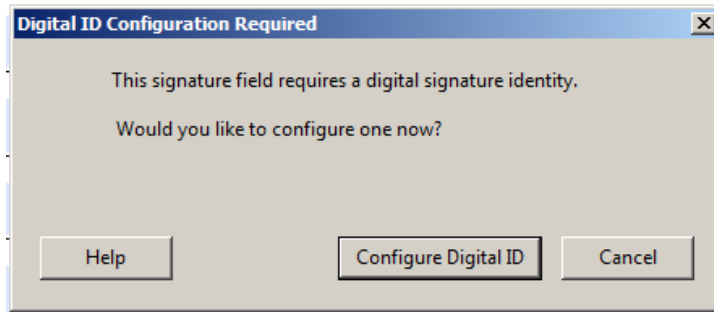 Digital ID Configuration Required
This signature field requires a digital signature identity.
Would you like to configure one now?
Help
Configure Digital ID
Cancel